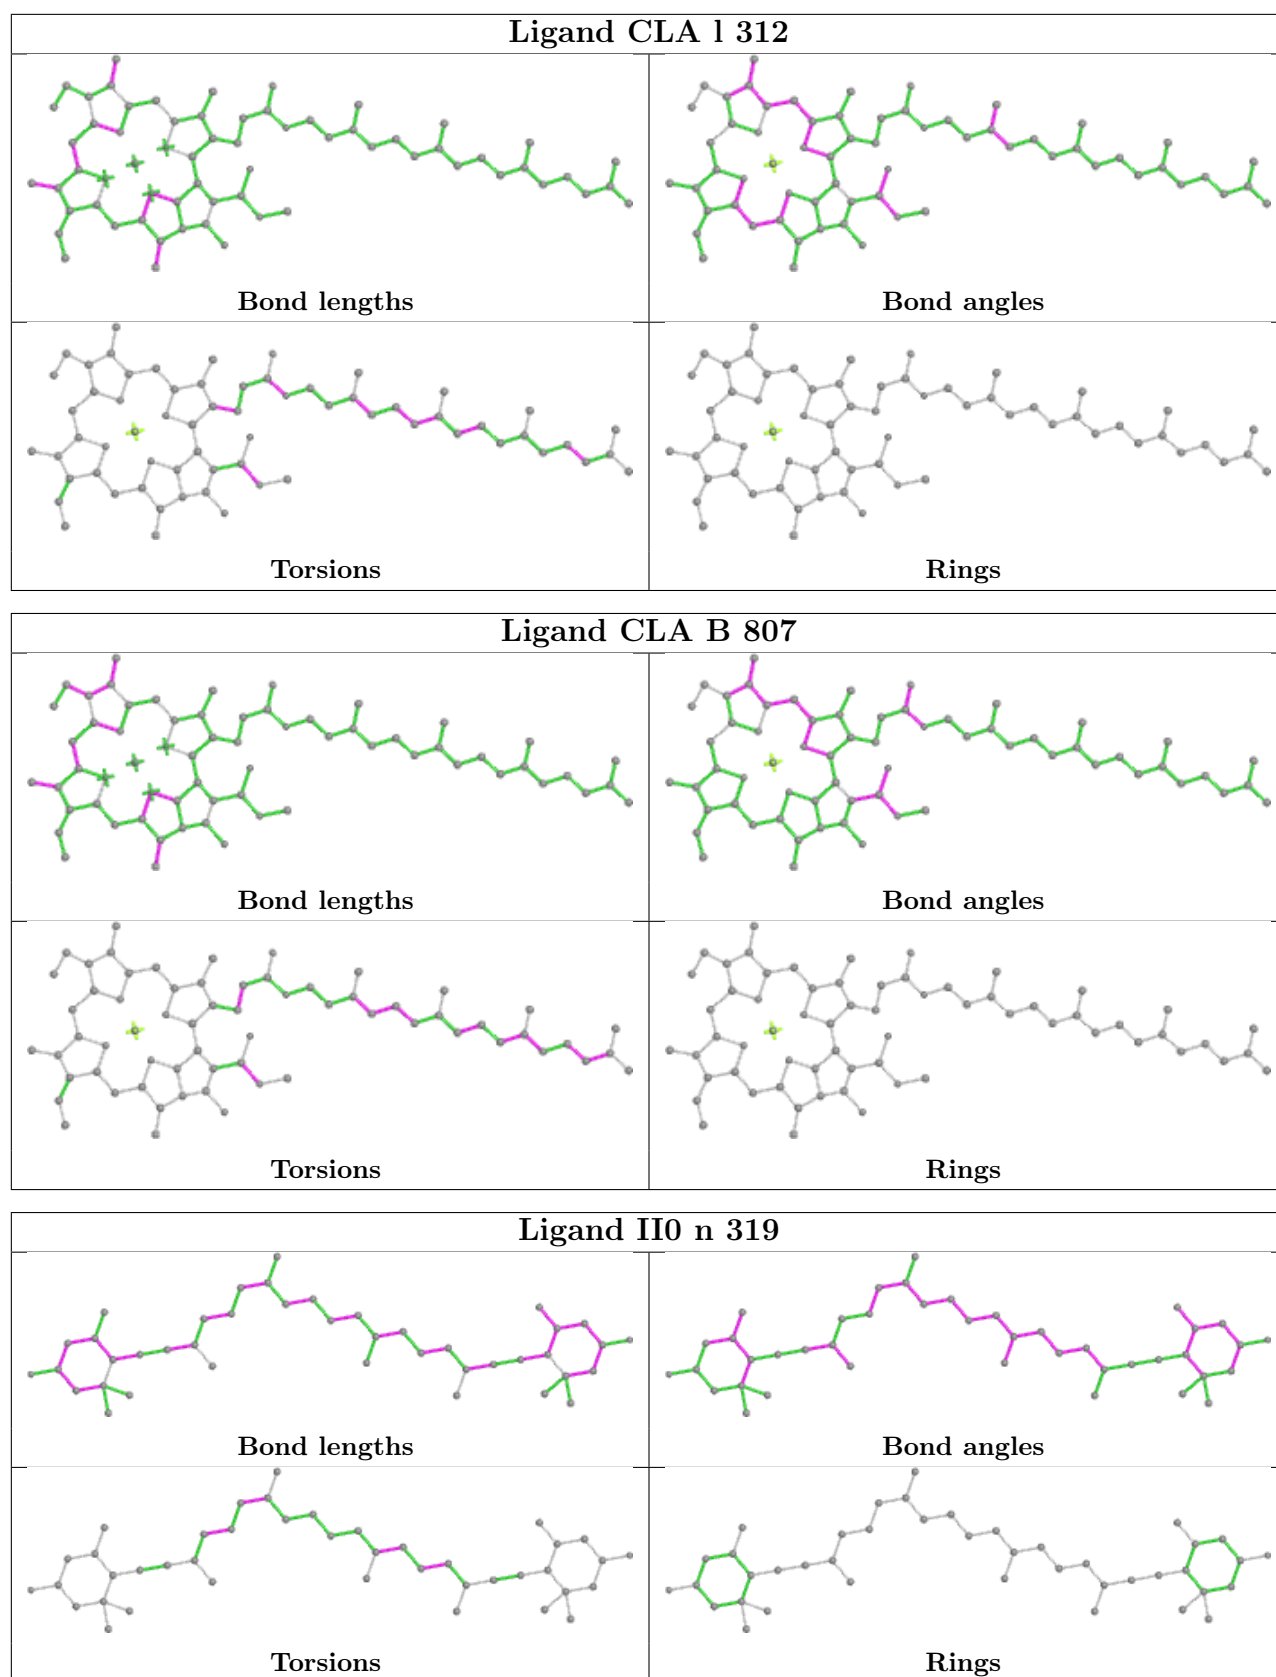 Ligand CLA l 312
Bond lengths
Bond angles
Torsions
Rings
Ligand CLA B 807
Bond lengths
Bond angles
Torsions
Rings
Ligand II0 n 319
Bond lengths
Bond angles
Torsions
Rings